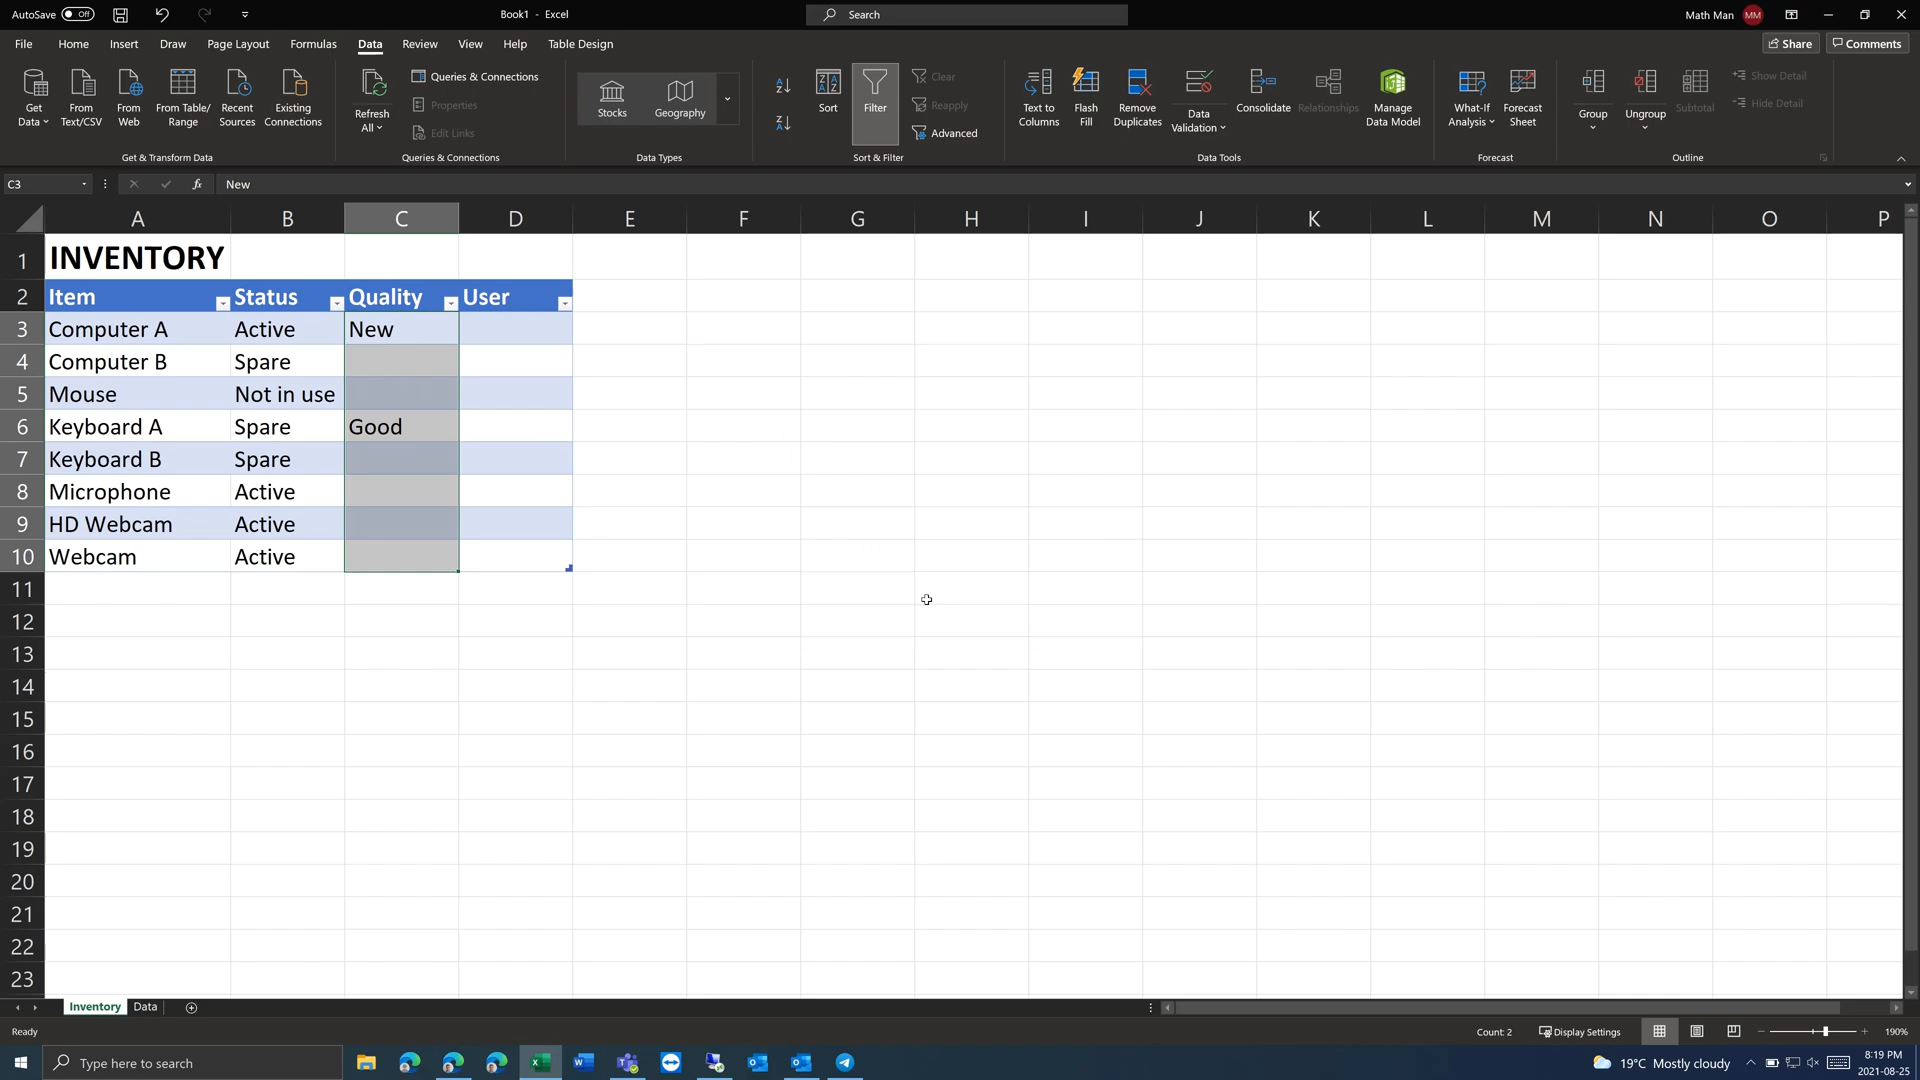 AutoSave Off Book1 - Excel Search Math Man MM
File Home Insert Draw Page Layout Formulas Data Review View Help Table Design Share Comments
Get Data From Text/CSV From Web From Table/ Range Recent Sources Existing Connections
Get & Transform Data
Refresh All Queries & Connections Properties Edit Links
Queries & Connections
Stocks Geography
Data Types
Sort Filter Clear Reapply Advanced
Sort & Filter
Text to Columns Flash Fill Remove Duplicates Data Validation Consolidate Relationships Manage Data Model
Data Tools
What-If Analysis Forecast Sheet
Forecast
Group Ungroup Subtotal Show Detail Hide Detail
Outline
C3 fx New
A B C D E F G H I J K L M N O P
1 INVENTORY
2 Item Status Quality User
3 Computer A Active New
4 Computer B Spare
5 Mouse Not in use
6 Keyboard A Spare Good
7 Keyboard B Spare
8 Microphone Active
9 HD Webcam Active
10 Webcam Active
11
12
13
14
15
16
17
18
19
20
21
22
23
Inventory Data
Ready Count: 2 Display Settings 190%
Type here to search 19°C Mostly cloudy 8:19 PM
2021-08-25